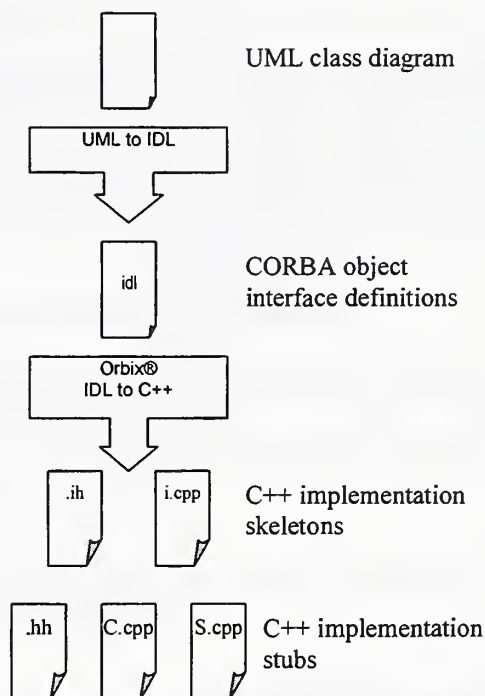 UML class diagram
UML to IDL
idl
CORBA object
interface definitions
Orbix®
IDL to C++
.ih
i.cpp
C++ implementation
skeletons
.hh
C.cpp
S.cpp
C++ implementation
stubs